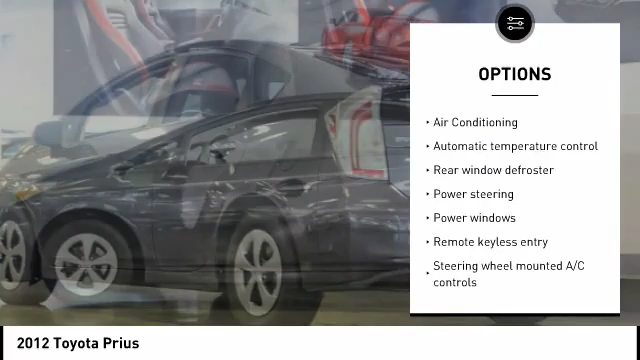 OPTIONS
• Air Conditioning
• Automatic temperature control
• Rear window defroster
• Power steering
• Power windows
• Remote keyless entry
• Steering wheel mounted A/C
controls
2012 Toyota Prius